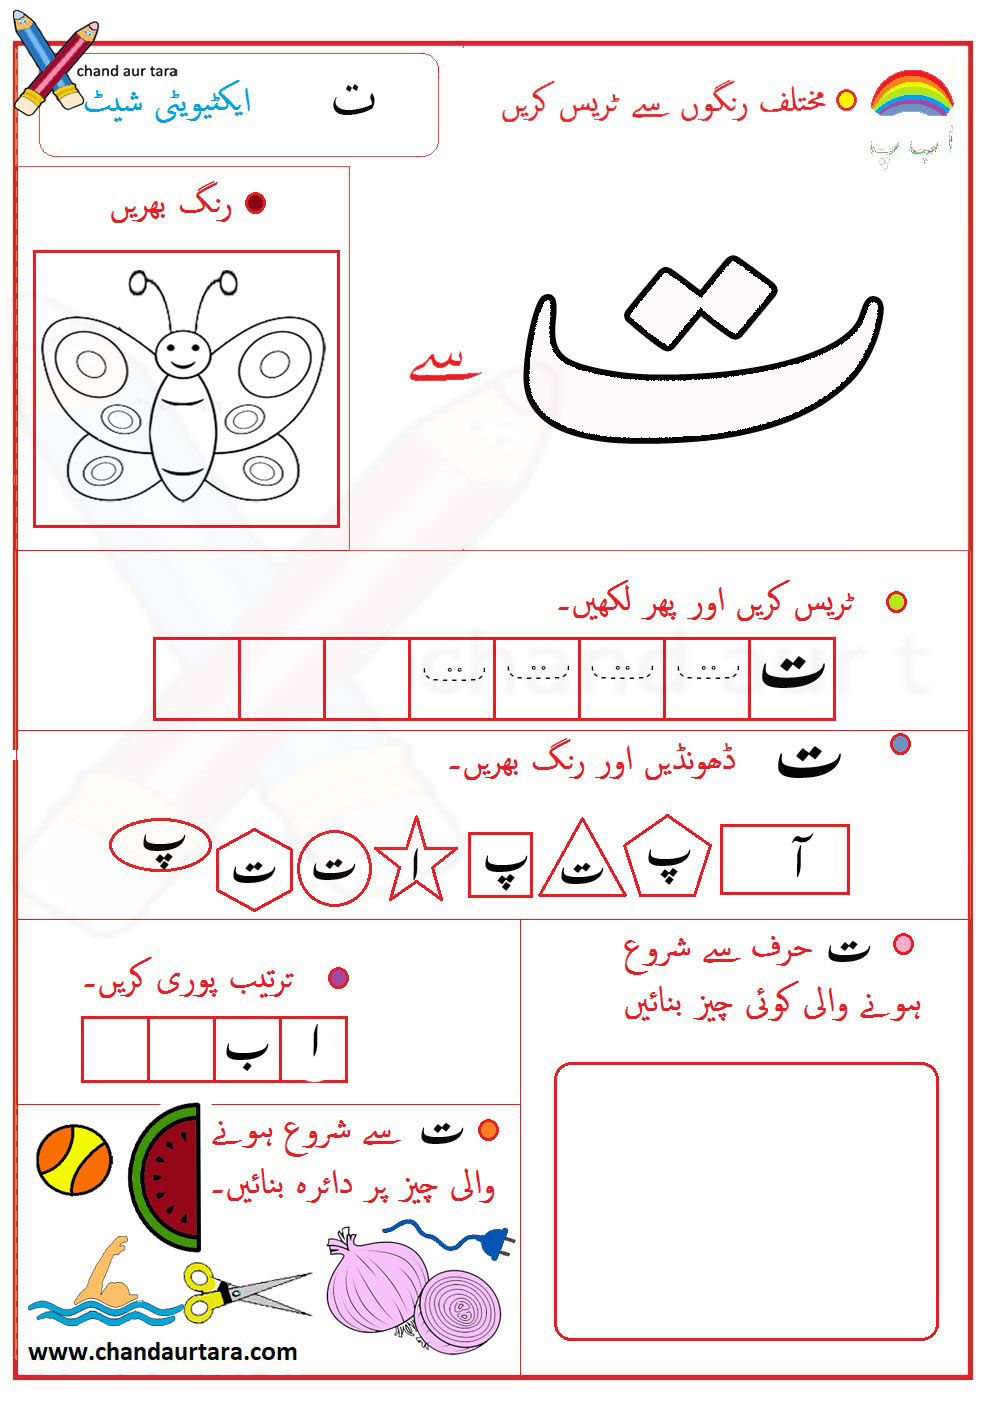 chand aur tara
ت ایکٹیویٹی شیٹ
مختلف رنگوں سے ٹریس کریں
رنگ بھریں
ت سے
ٹریس کریں اور پھر لکھیں۔
ت
ت ڈھونڈیں اور رنگ بھریں۔
آ پ ت پ ا ت ت پ
ت حرف سے شروع
ہونے والی کوئی چیز بنائیں
ترتیب پوری کریں۔
ا ب
ت سے شروع ہونے
والی چیز پر دائرہ بنائیں۔
www.chandaurtara.com